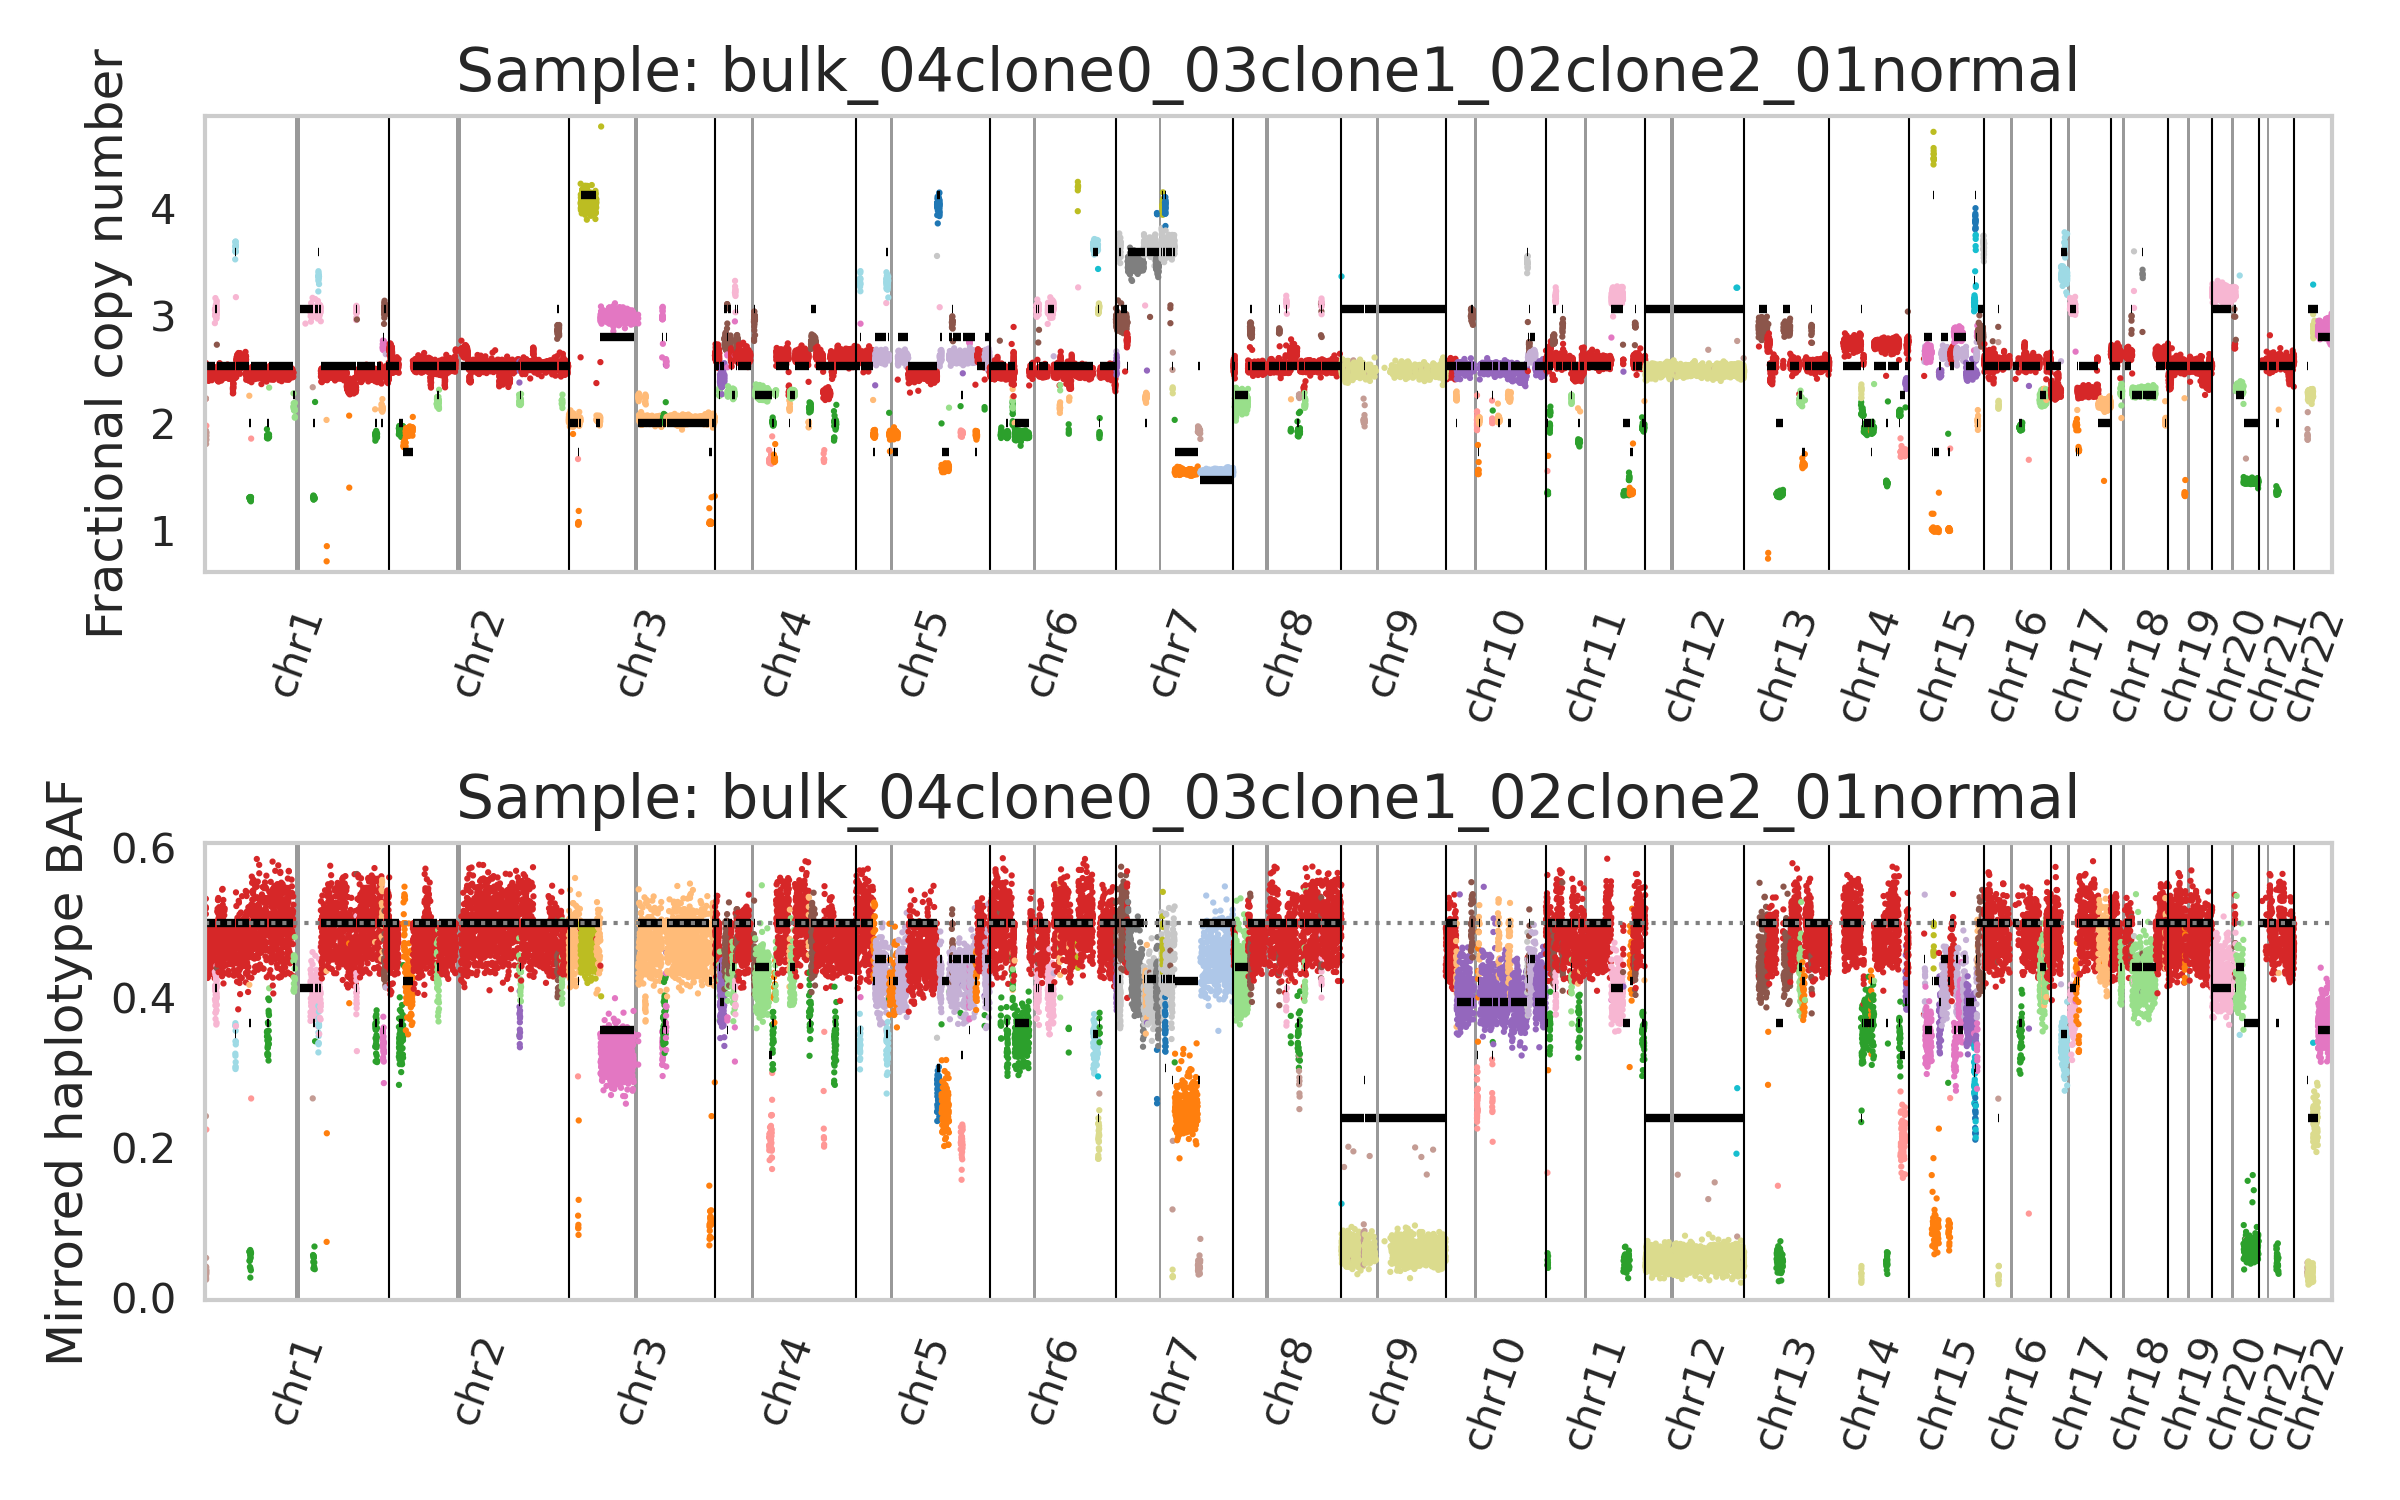 Sample: bulk_04clone0_03clone1_02clone2_01normal
Fractional copy number
4
3
2
1
chr1 chr2 chr3 chr4 chr5 chr6 chr7 chr8 chr9 chr10 chr11 chr12 chr13 chr14 chr15 chr16 chr17 chr18 chr19 chr20 chr21 chr22
Sample: bulk_04clone0_03clone1_02clone2_01normal
Mirrored haplotype BAF
0.6
0.4
0.2
0.0
chr1 chr2 chr3 chr4 chr5 chr6 chr7 chr8 chr9 chr10 chr11 chr12 chr13 chr14 chr15 chr16 chr17 chr18 chr19 chr20 chr21 chr22